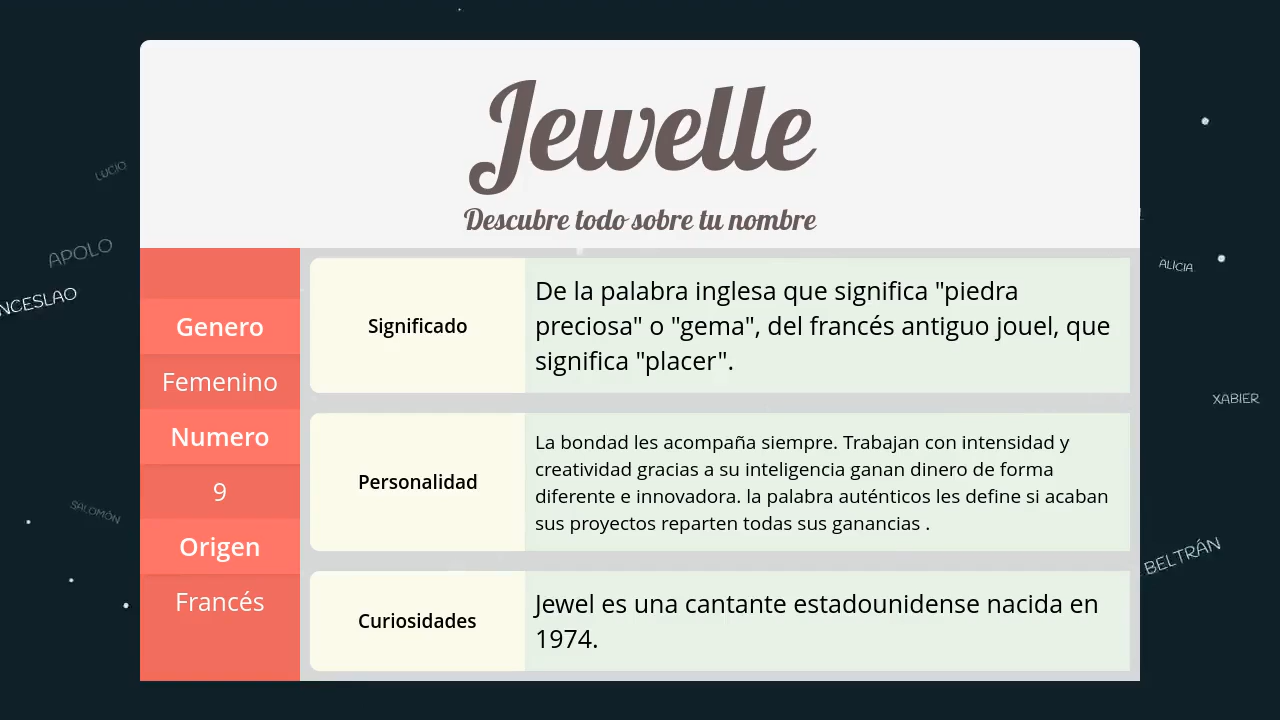 Jewelle
Descubre todo sobre tu nombre
LUCIO
APOLO
NCESLAO
SALOMÓN
Genero
Femenino
Numero
9
Origen
Francés
Significado
De la palabra inglesa que significa "piedra
preciosa" o "gema", del francés antiguo jouel, que
significa "placer".
Personalidad
La bondad les acompaña siempre. Trabajan con intensidad y
creatividad gracias a su inteligencia ganan dinero de forma
diferente e innovadora. la palabra auténticos les define si acaban
sus proyectos reparten todas sus ganancias .
Curiosidades
Jewel es una cantante estadounidense nacida en
1974.
ALICIA
XABIER
BELTRÁN